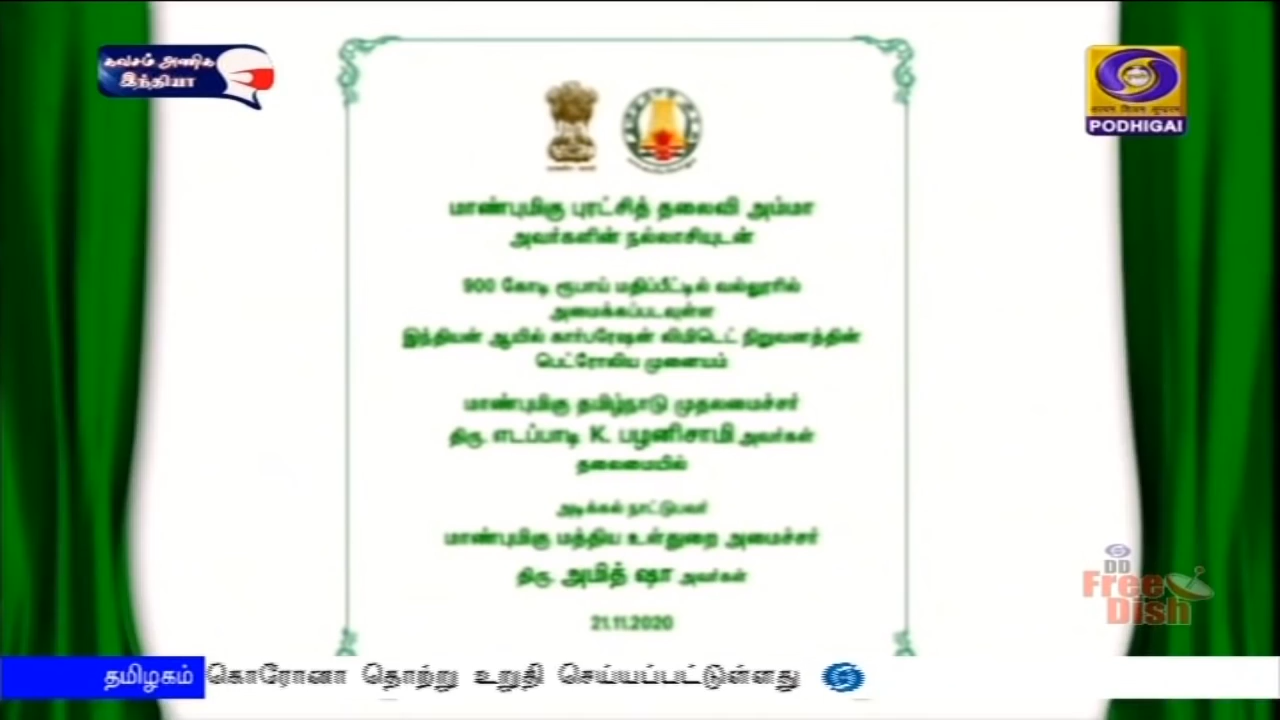 கவசம் அணிக
இந்தியா
PODHIGAI
மாண்புமிகு புரட்சித் தலைவி அம்மா
அவர்களின் நல்லாசியுடன்
900 கோடி ரூபாய் மதிப்பீட்டில் வல்லூரில்
அமைக்கப்படவுள்ள
இந்தியன் ஆயில் கார்பரேஷன் லிமிடெட் நிறுவனத்தின்
பெட்ரோலிய முனையம்
மாண்புமிகு தமிழ்நாடு முதலமைச்சர்
திரு. எடப்பாடி K. பழனிசாமி அவர்கள்
தலைமையில்
அடிக்கல் நாட்டுபவர்
மாண்புமிகு மத்திய உள்துறை அமைச்சர்
திரு. அமித் ஷா அவர்கள்
21.11.2020
DD
Free
Dish
தமிழகம் கொரோனா தொற்று உறுதி செய்யப்பட்டுள்ளது